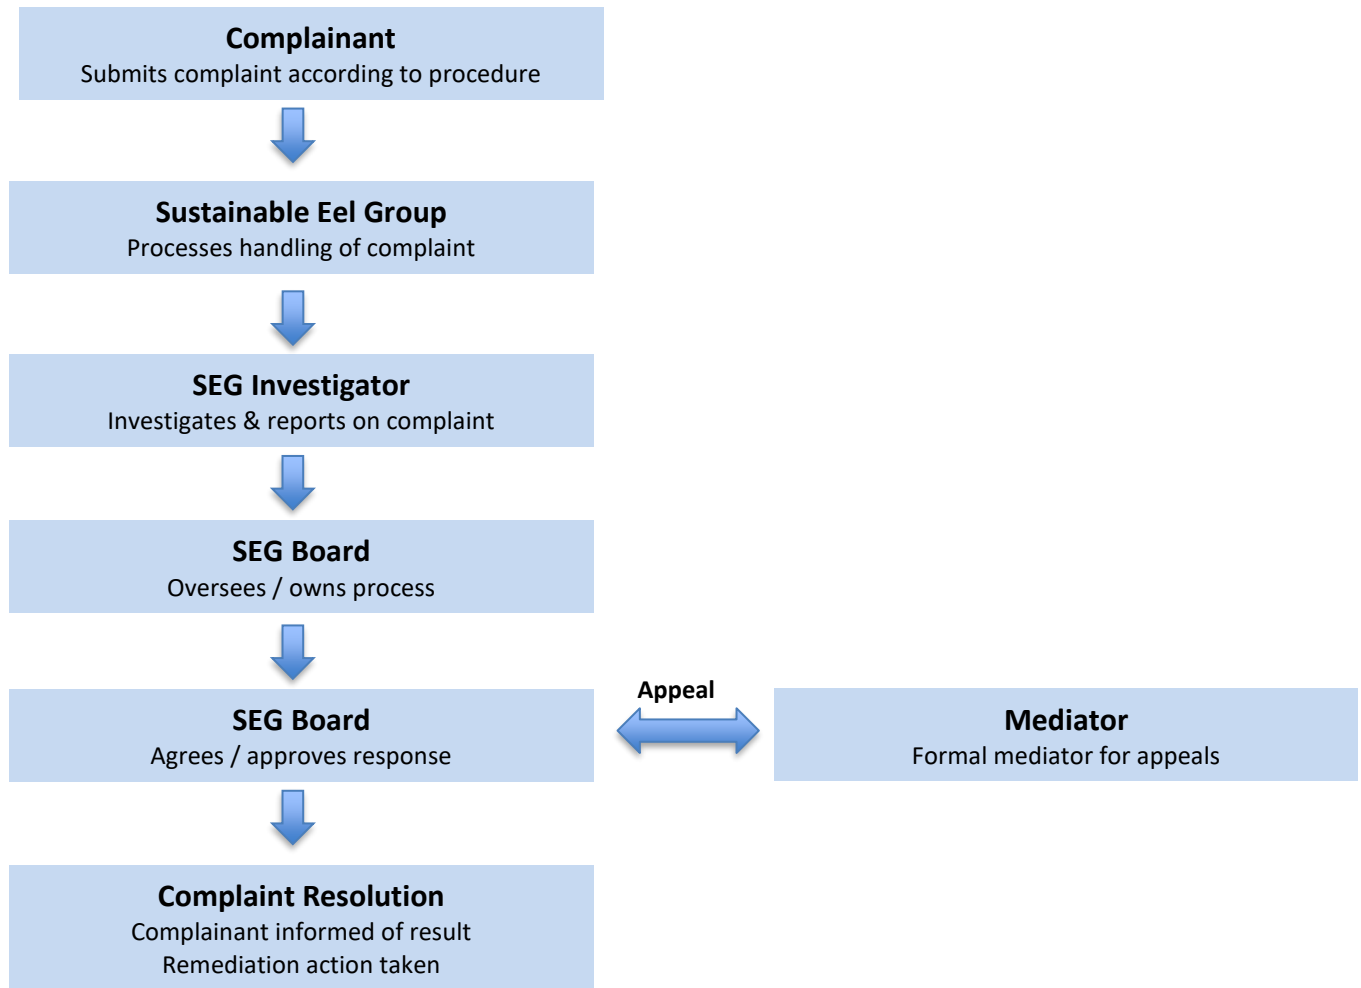 Complainant
Submits complaint according to procedure
Sustainable Eel Group
Processes handling of complaint
SEG Investigator
Investigates & reports on complaint
SEG Board
Oversees / owns process
SEG Board
Agrees / approves response
Appeal
Mediator
Formal mediator for appeals
Complaint Resolution
Complainant informed of result
Remediation action taken